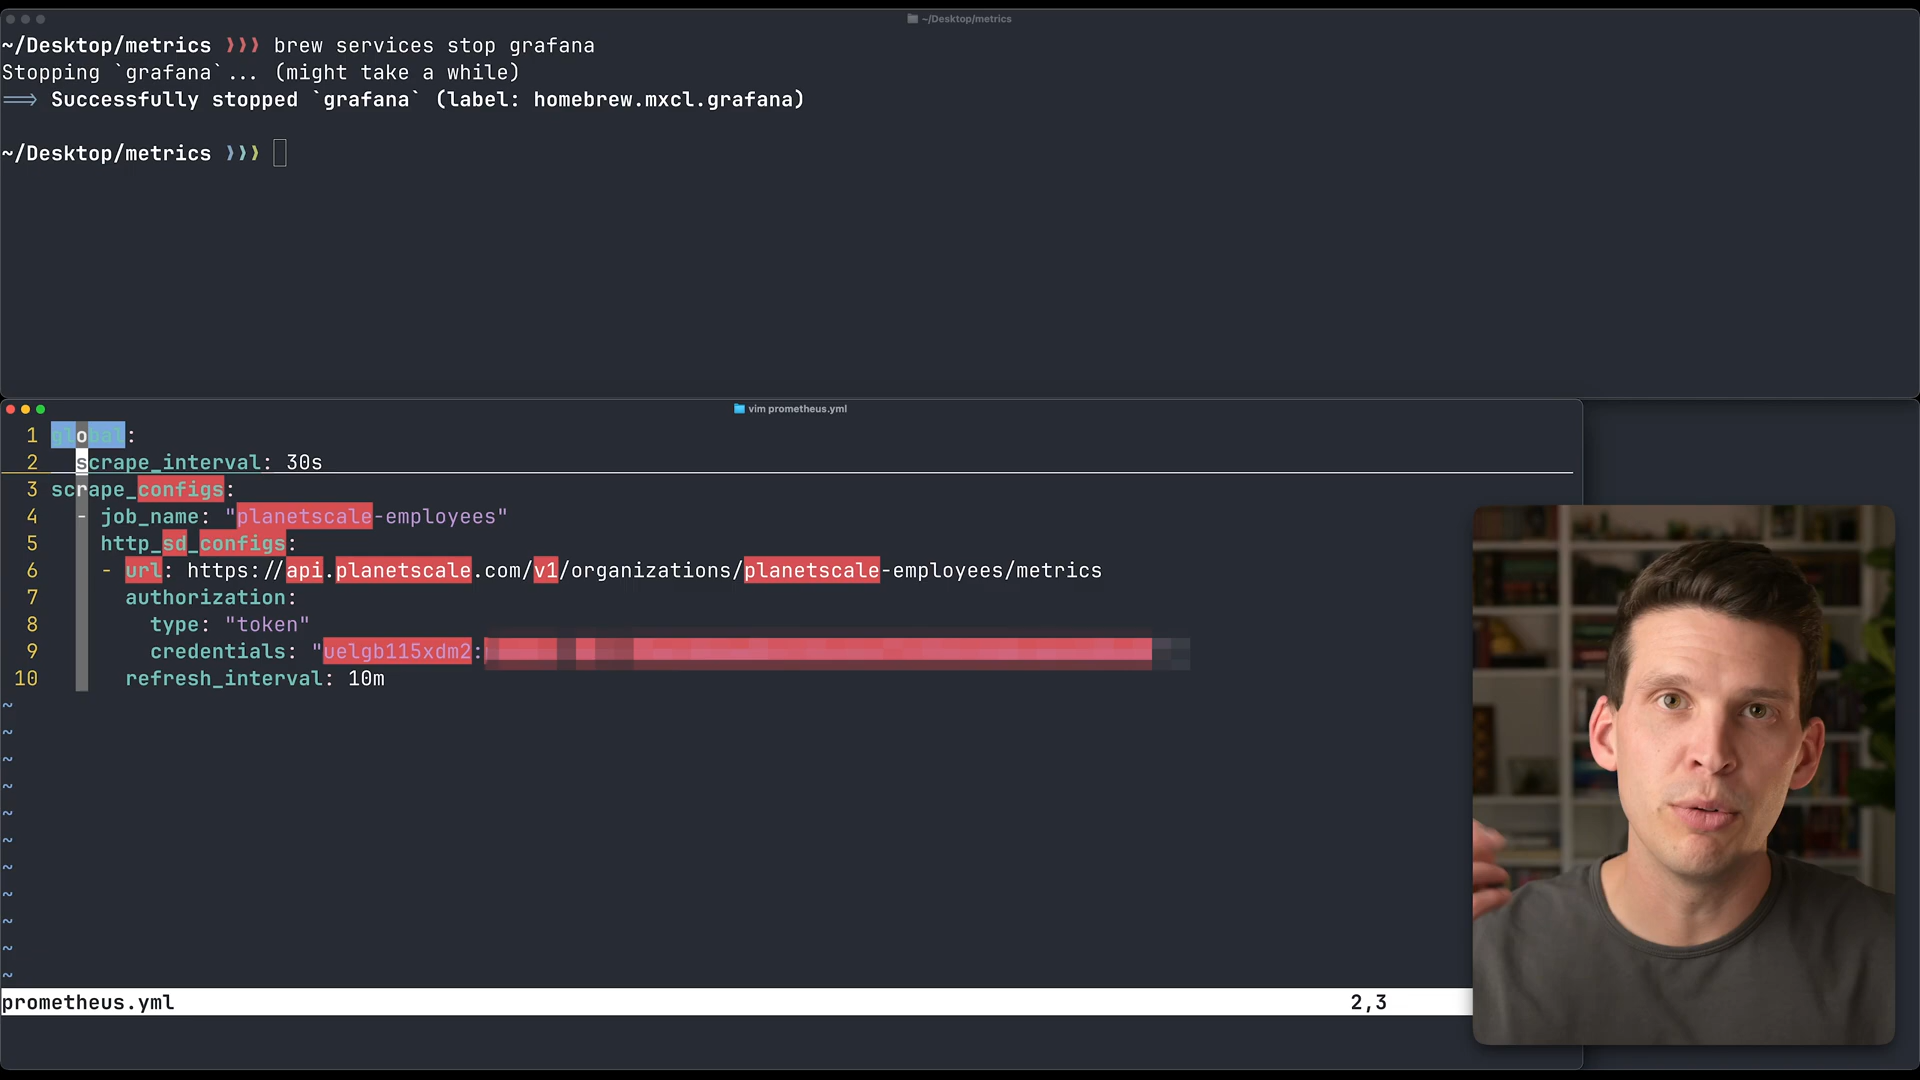 ~/Desktop/metrics
~/Desktop/metrics ❯❯❯ brew services stop grafana
Stopping `grafana`... (might take a while)
==> Successfully stopped `grafana` (label: homebrew.mxcl.grafana)
~/Desktop/metrics ❯❯❯
vim prometheus.yml
1 global:
2   scrape_interval: 30s
3 scrape_configs:
4   - job_name: "planetscale-employees"
5     http_sd_configs:
6     - url: https://api.planetscale.com/v1/organizations/planetscale-employees/metrics
7       authorization:
8         type: "token"
9         credentials: "uelgb115xdm2:
10       refresh_interval: 10m
~
~
~
~
~
~
~
~
~
~
~
prometheus.yml 2,3